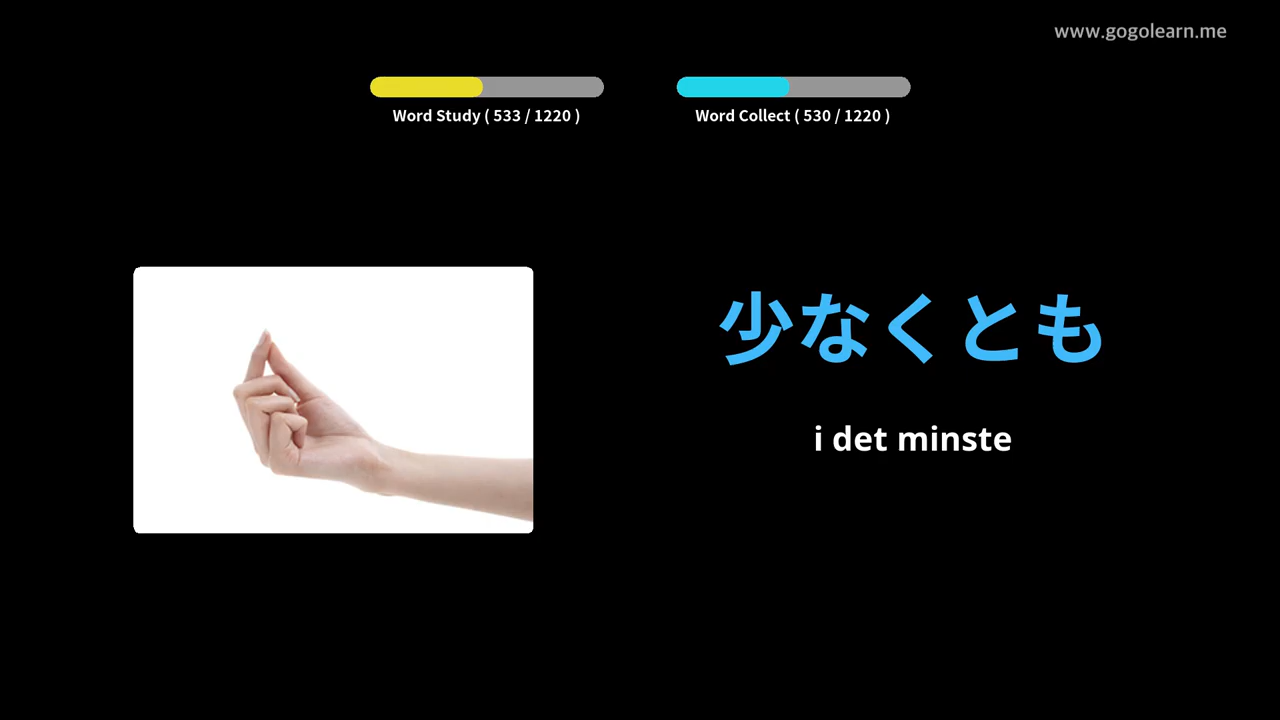 www.gogolearn.me
Word Study ( 533 / 1220 )
Word Collect ( 530 / 1220 )
少なくとも
i det minste